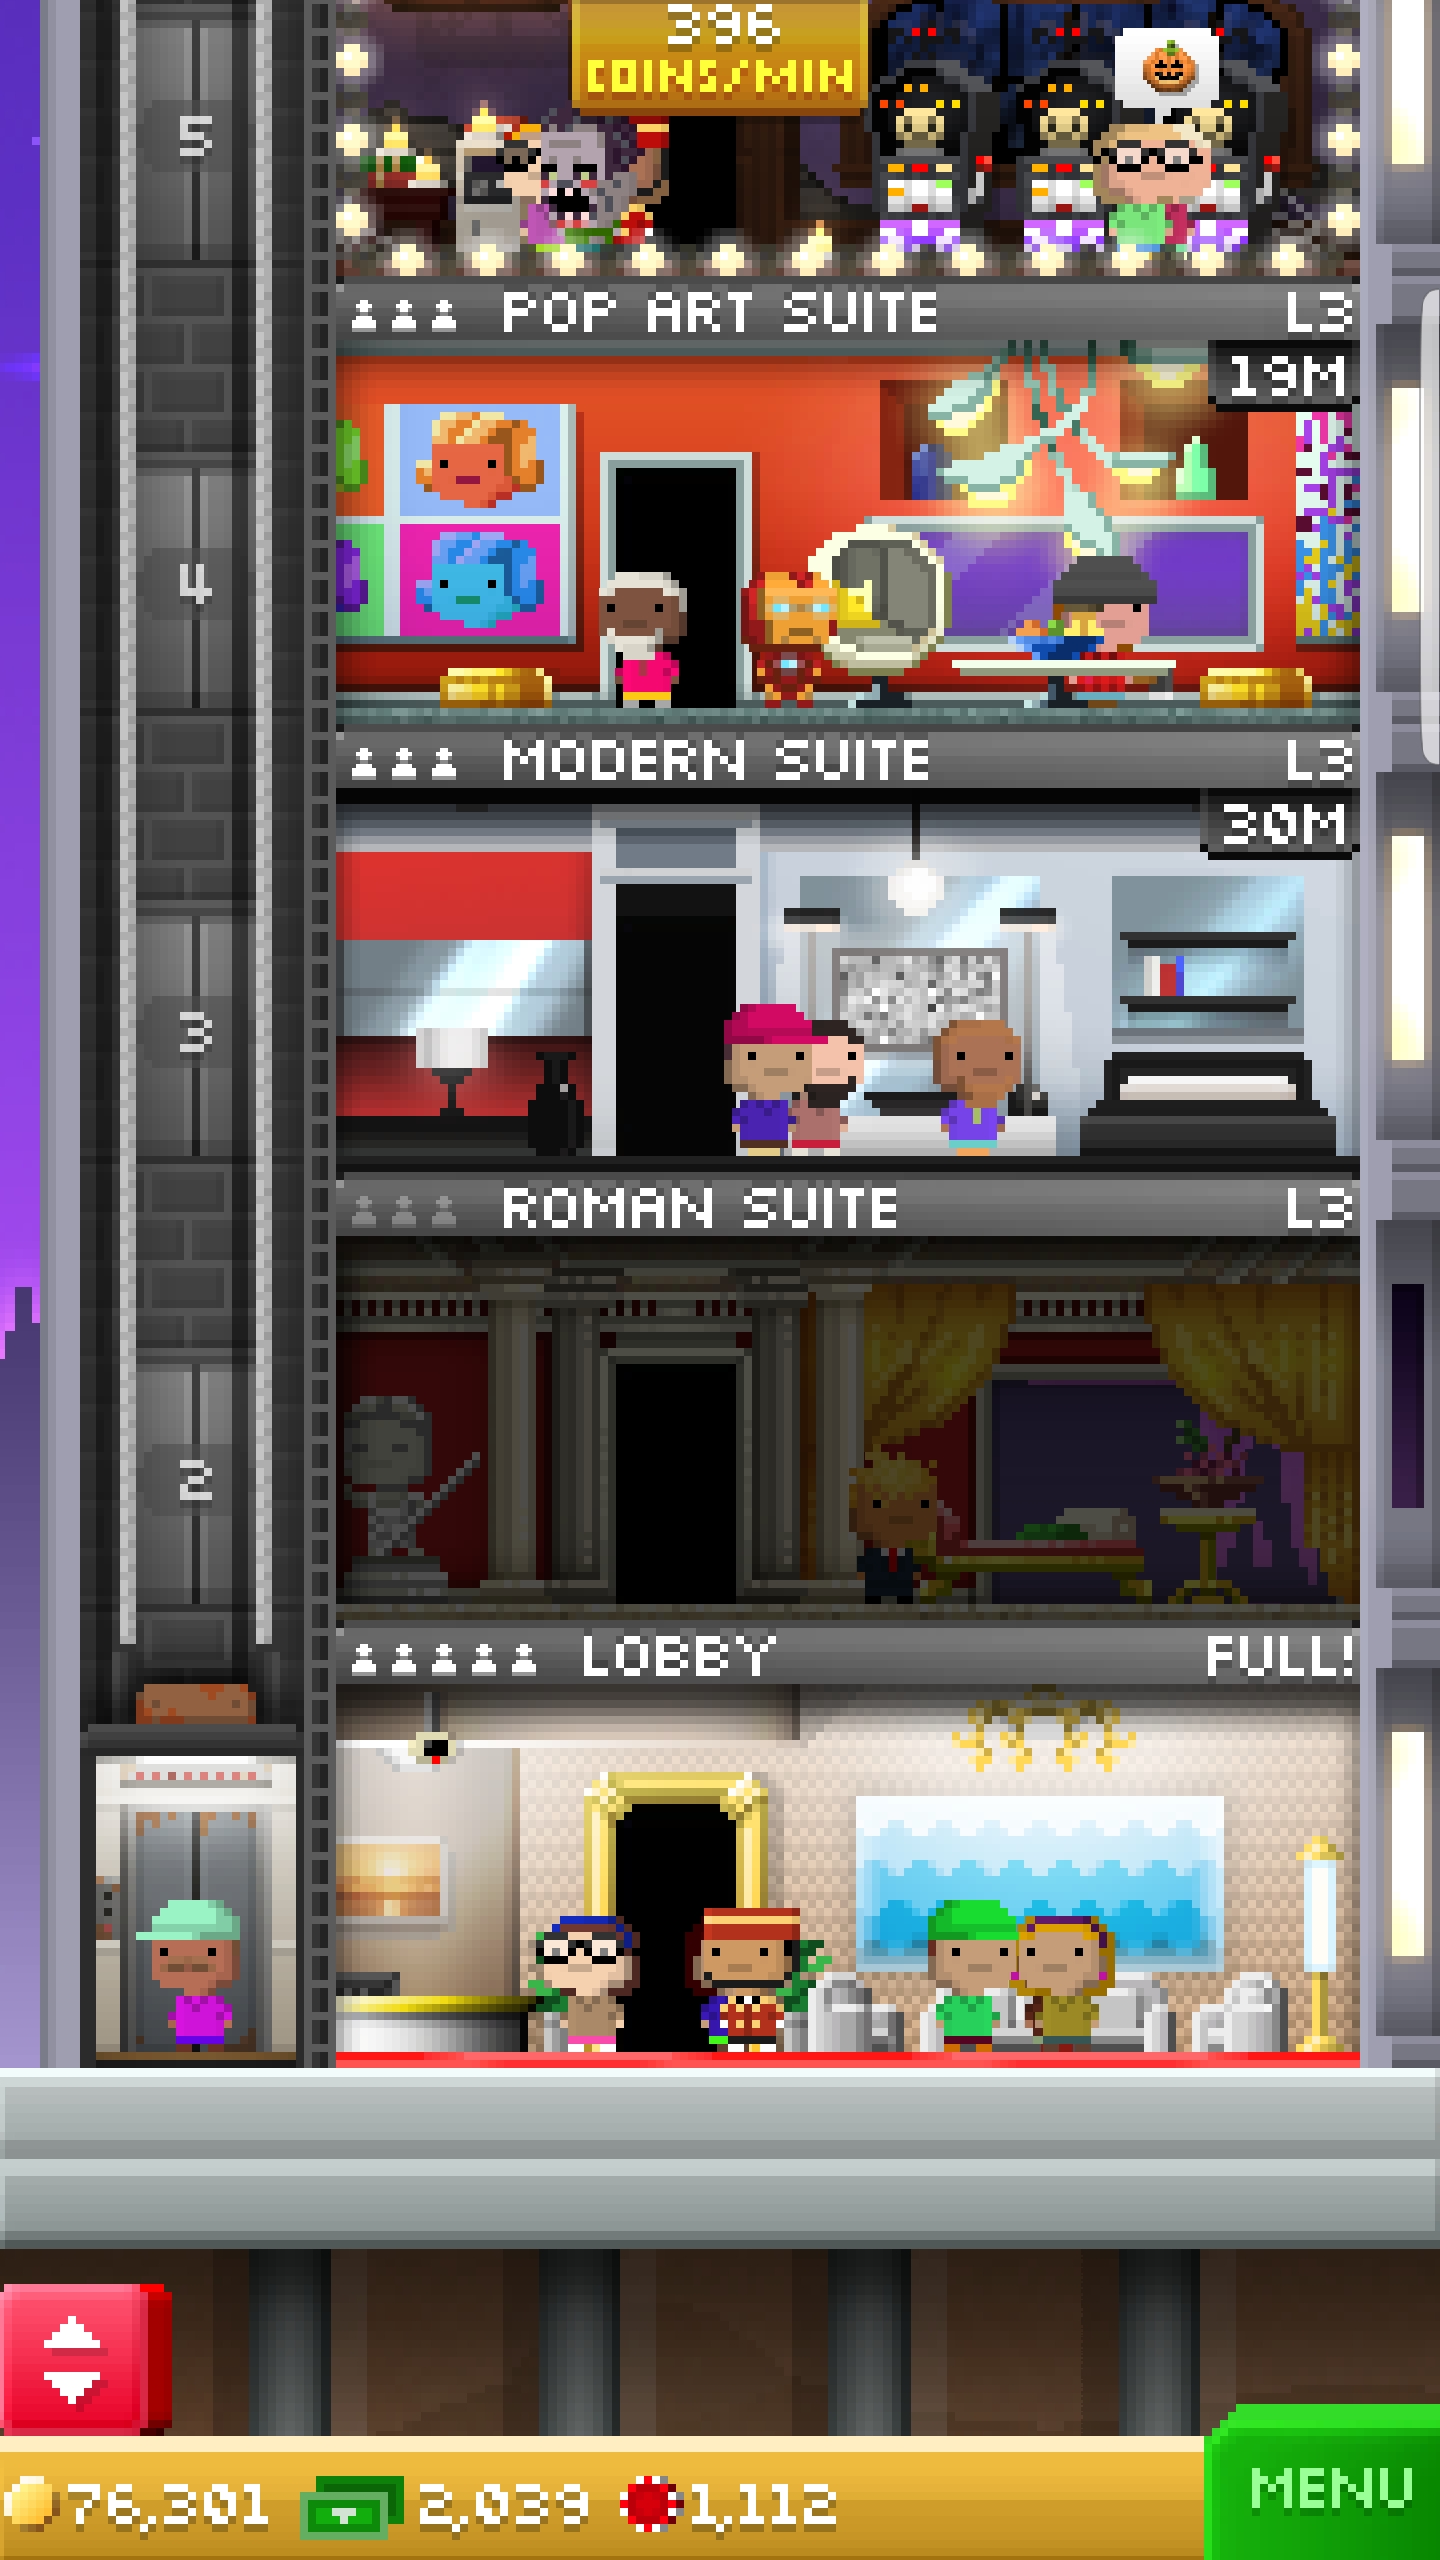 396
COINS/MIN
5
POP ART SUITE L3
19M
4
MODERN SUITE L3
30M
3
ROMAN SUITE L3
2
LOBBY FULL!
MENU
76,301 2,039 1,112